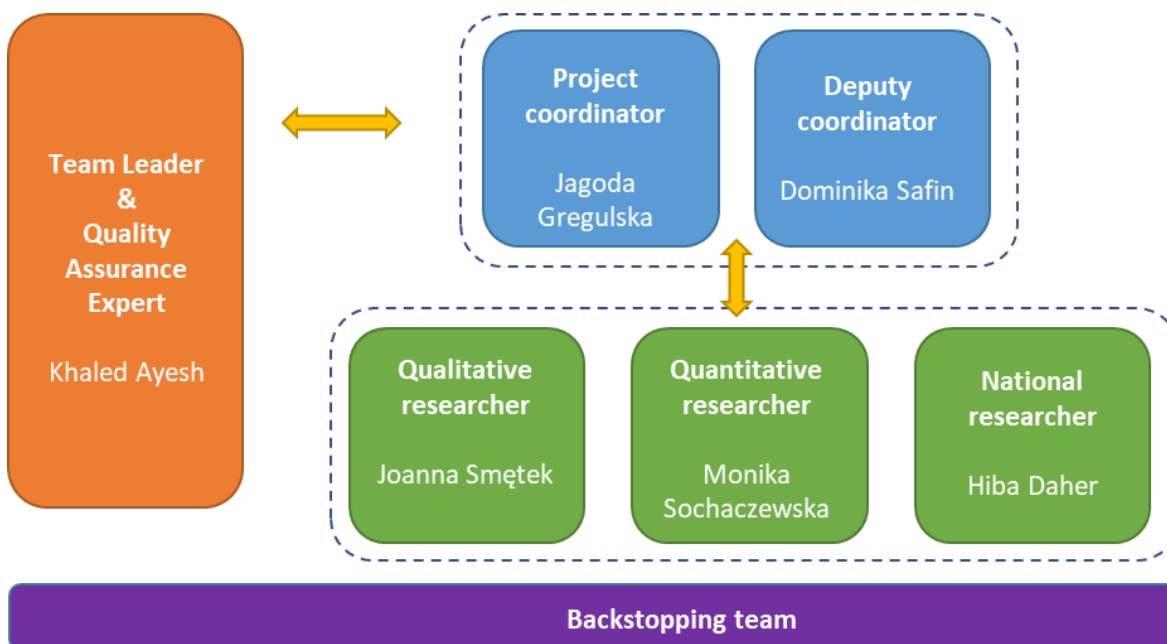 Team Leader
&
Quality
Assurance
Expert
Khaled Ayesh
Project
coordinator
Jagoda
Gregulska
Deputy
coordinator
Dominika Safin
Qualitative
researcher
Joanna Smętek
Quantitative
researcher
Monika
Sochaczewska
National
researcher
Hiba Daher
Backstopping team